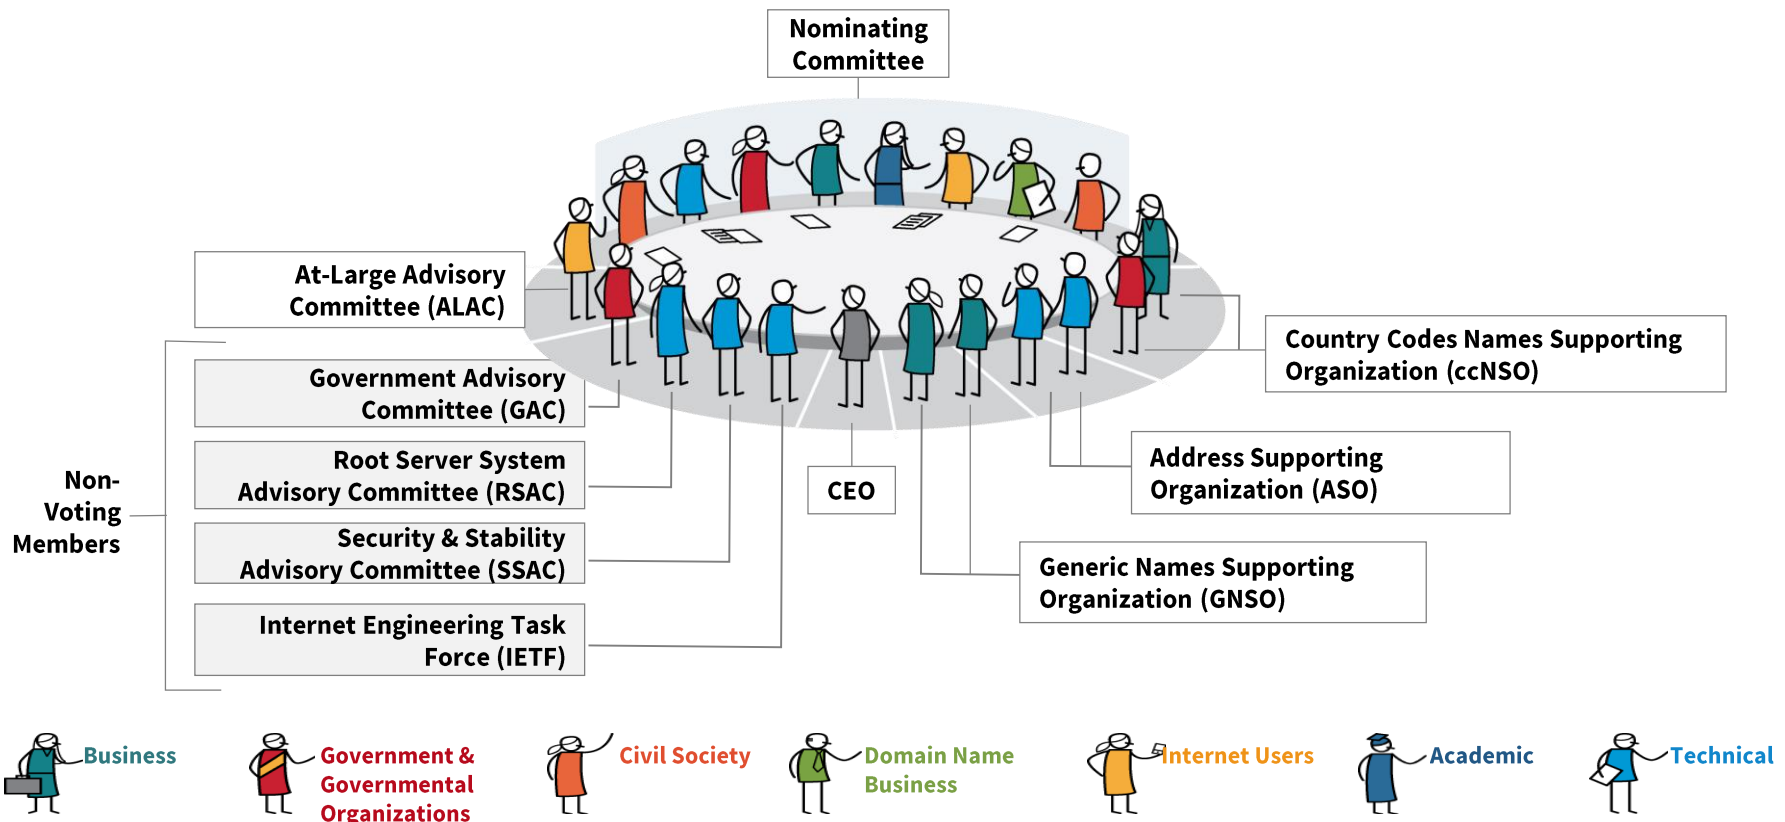 Nominating
Committee
At-Large Advisory
Committee (ALAC)
Government Advisory
Committee (GAC)
Root Server System
Advisory Committee (RSAC)
Security & Stability
Advisory Committee (SSAC)
Internet Engineering Task
Force (IETF)
Non-
Voting
Members
CEO
Country Codes Names Supporting
Organization (ccNSO)
Address Supporting
Organization (ASO)
Generic Names Supporting
Organization (GNSO)
Business
Government &
Governmental
Organizations
Civil Society
Domain Name
Business
Internet Users
Academic
Technical